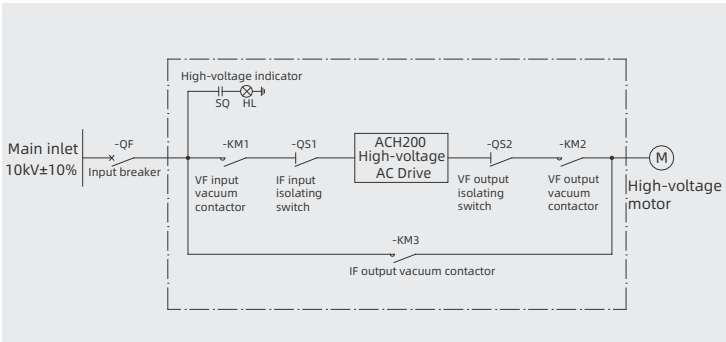 High-voltage indicator
SQ HL
Main inlet
10kV±10%
-QF
Input breaker
-KM1
VF input
vacuum
contactor
-QS1
IF input
isolating
switch
ACH200
High-voltage
AC Drive
-QS2
VF output
isolating
switch
-KM2
VF output
vacuum
contactor
M
High-voltage
motor
-KM3
IF output vacuum contactor